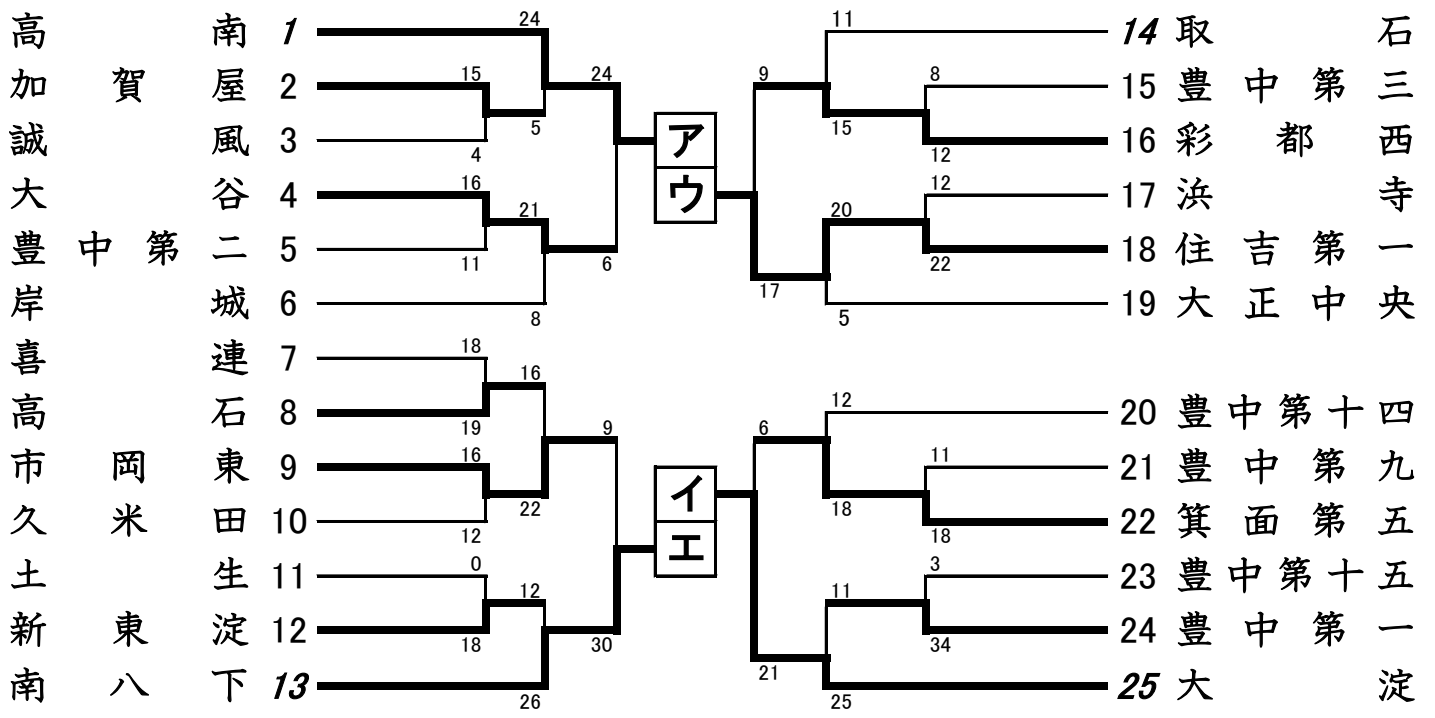 高南 1
加賀屋 2
誠風 3
大谷 4
豊中第二 5
岸城 6
喜連 7
高石 8
市岡東 9
久米田 10
土生 11
新東淀 12
南八下 13
24
15
24
5
4
16
21
11
6
8
18
16
19
9
16
22
12
0
12
18
30
26
ア
ウ
イ
エ
11
9
8
15
12
12
20
22
17
5
12
6
11
18
18
3
11
34
21
25
14 取石
15 豊中第三
16 彩都西
17 浜寺
18 住吉第一
19 大正中央
20 豊中第十四
21 豊中第九
22 箕面第五
23 豊中第十五
24 豊中第一
25 大淀